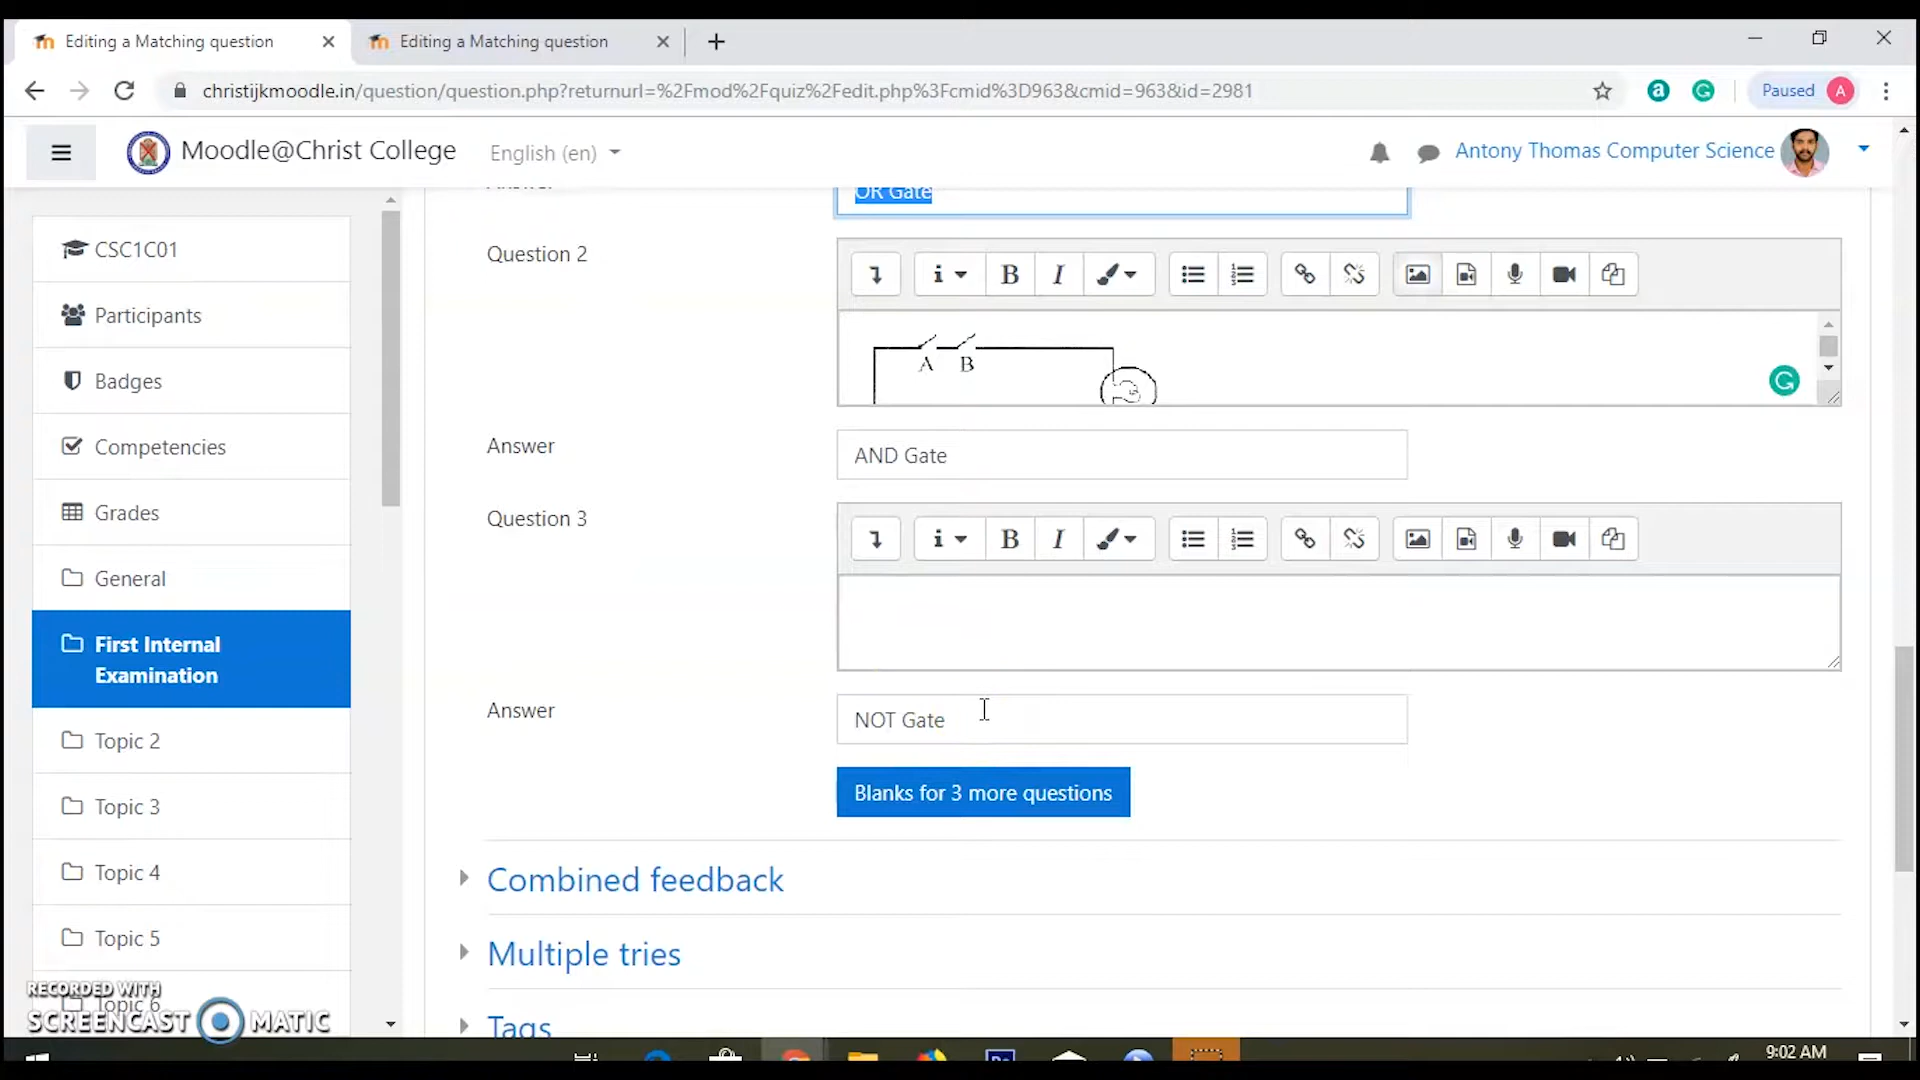 Editing a Matching question
Editing a Matching question
christijkmoodle.in/question/question.php?returnurl=%2Fmod%2Fquiz%2Fedit.php%3Fcmid%3D963&cmid=963&id=2981
Paused
A
Moodle@Christ College
English (en)
Antony Thomas Computer Science
CSC1C01
Participants
Badges
Competencies
Grades
General
First Internal
Examination
Topic 2
Topic 3
Topic 4
Topic 5
Topic 6
Answer
OR Gate
Question 2
A B
Answer
AND Gate
Question 3
Answer
NOT Gate
Blanks for 3 more questions
Combined feedback
Multiple tries
Tags
RECORDED WITH
SCREENCAST MATIC
9:02 AM